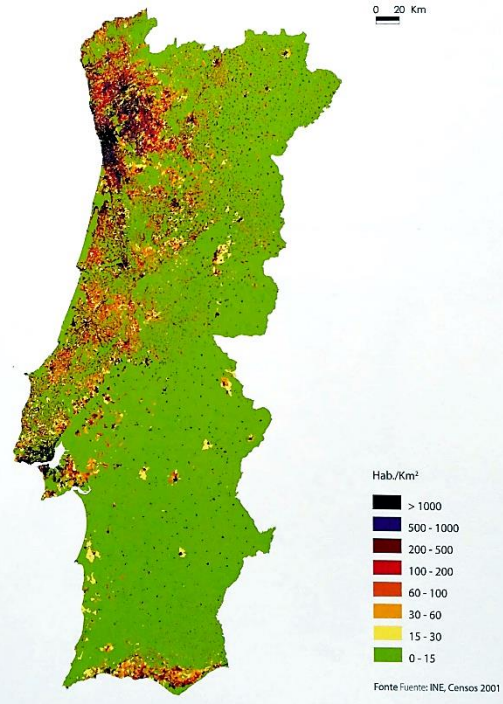 0 20 Km
Hab./Km²
> 1000
500 - 1000
200 - 500
100 - 200
60 - 100
30 - 60
15 - 30
0 - 15
Fonte Fuente: INE, Censos 2001